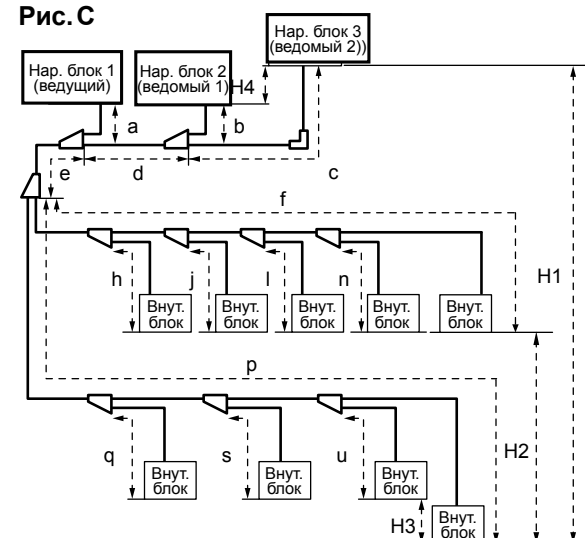 Рис. C
Нар. блок 1
(ведущий)
Нар. блок 2
(ведомый 1)
Нар. блок 3
(ведомый 2))
H4
a
b
e
d
c
f
h
j
l
n
H1
Внут.
блок
Внут.
блок
Внут.
блок
Внут.
блок
Внут.
блок
p
q
s
u
H2
Внут.
блок
Внут.
блок
Внут.
блок
H3
Внут.
блок